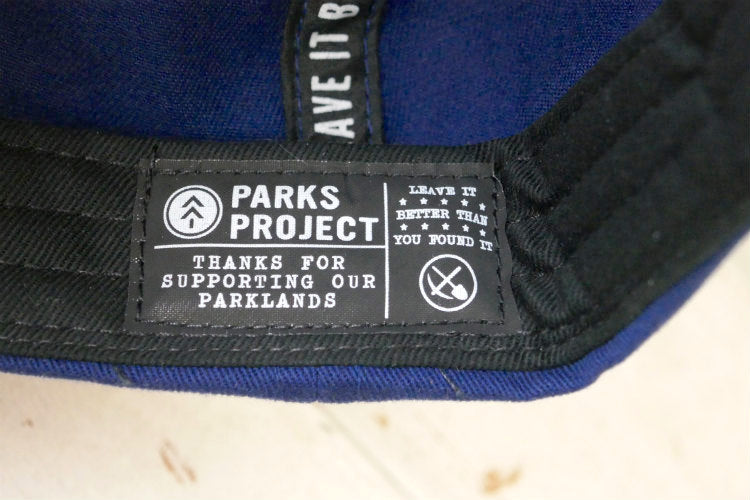 AVE IT B
PARKS
PROJECT
THANKS FOR
SUPPORTING OUR
PARKLANDS
LEAVE IT
BETTER THAN
YOU FOUND IT